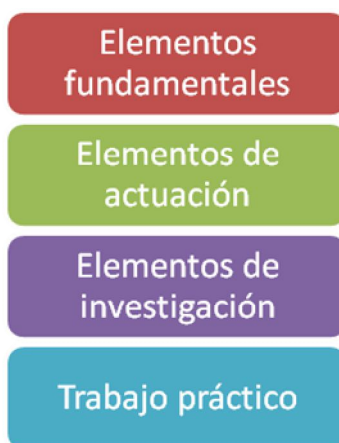 Elementos
fundamentales
Elementos de
actuación
Elementos de
investigación
Trabajo práctico